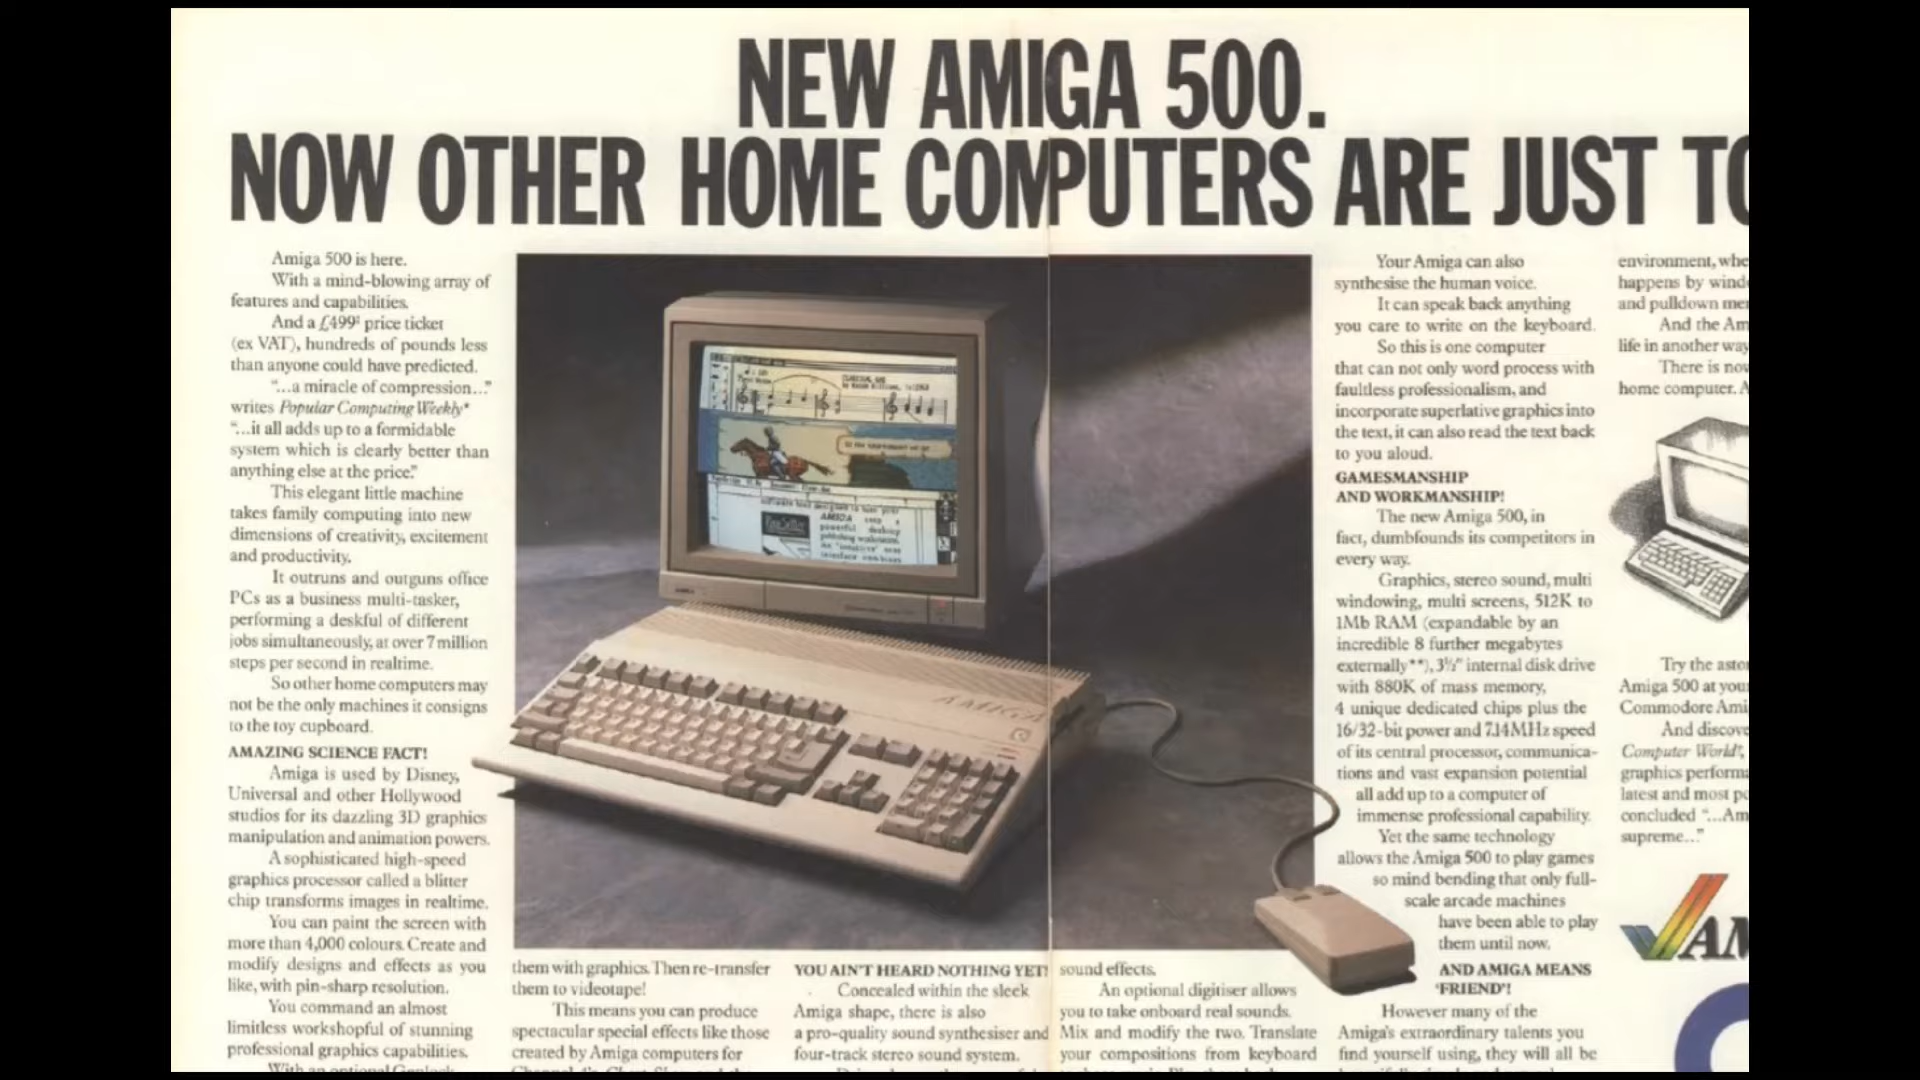 NEW AMIGA 500.
NOW OTHER HOME COMPUTERS ARE JUST TO
Amiga 500 is here.
With a mind-blowing array of
features and capabilities.
And a £499‡ price ticket
(ex VAT), hundreds of pounds less
than anyone could have predicted.
“...a miracle of compression...”
writes Popular Computing Weekly*
“...it all adds up to a formidable
system which is clearly better than
anything else at the price.”
This elegant little machine
takes family computing into new
dimensions of creativity, excitement
and productivity.
It outruns and outguns office
PCs as a business multi-tasker,
performing a deskful of different
jobs simultaneously, at over 7 million
steps per second in realtime.
So other home computers may
not be the only machines it consigns
to the toy cupboard.
AMAZING SCIENCE FACT!
Amiga is used by Disney,
Universal and other Hollywood
studios for its dazzling 3D graphics
manipulation and animation powers.
A sophisticated high-speed
graphics processor called a blitter
chip transforms images in realtime.
You can paint the screen with
more than 4,000 colours. Create and
modify designs and effects as you
like, with pin-sharp resolution.
You command an almost
limitless workshopful of stunning
professional graphics capabilities.
With an optional Genlock
AMIGA
AMIGA
powerful desktop
them with graphics. Then re-transfer
them to videotape!
This means you can produce
spectacular special effects like those
created by Amiga computers for
YOU AIN'T HEARD NOTHING YET!
Concealed within the sleek
Amiga shape, there is also
a pro-quality sound synthesiser and
four-track stereo sound system.
sound effects.
An optional digitiser allows
you to take onboard real sounds.
Mix and modify the two. Translate
your compositions from keyboard
Your Amiga can also
synthesise the human voice.
It can speak back anything
you care to write on the keyboard.
So this is one computer
that can not only word process with
faultless professionalism, and
incorporate superlative graphics into
the text, it can also read the text back
to you aloud.
GAMESMANSHIP
AND WORKMANSHIP!
The new Amiga 500, in
fact, dumbfounds its competitors in
every way.
Graphics, stereo sound, multi
windowing, multi screens, 512K to
1Mb RAM (expandable by an
incredible 8 further megabytes
externally**), 3½" internal disk drive
with 880K of mass memory,
4 unique dedicated chips plus the
16/32-bit power and 7.14MHz speed
of its central processor, communica-
tions and vast expansion potential
all add up to a computer of
immense professional capability.
Yet the same technology
allows the Amiga 500 to play games
so mind bending that only full-
scale arcade machines
have been able to play
them until now.
AND AMIGA MEANS
‘FRIEND’!
However many of the
Amiga's extraordinary talents you
find yourself using, they will all be
environment, whe
happens by wind
and pulldown me
And the Am
life in another way
There is now
home computer. A
Try the asto
Amiga 500 at you
Commodore Ami
And discove
Computer World
graphics performa
latest and most po
concluded “...Am
supreme...”
AM